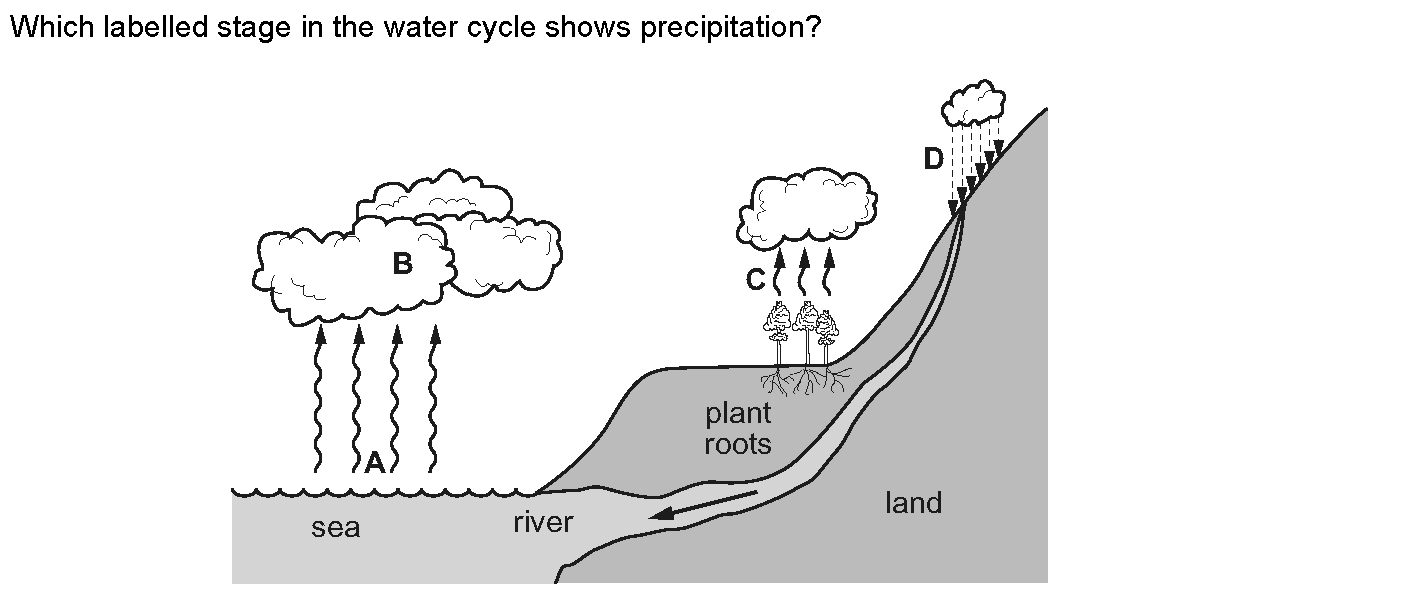 Which labelled stage in the water cycle shows precipitation?
D
B
C
A
plant
roots
land
sea
river